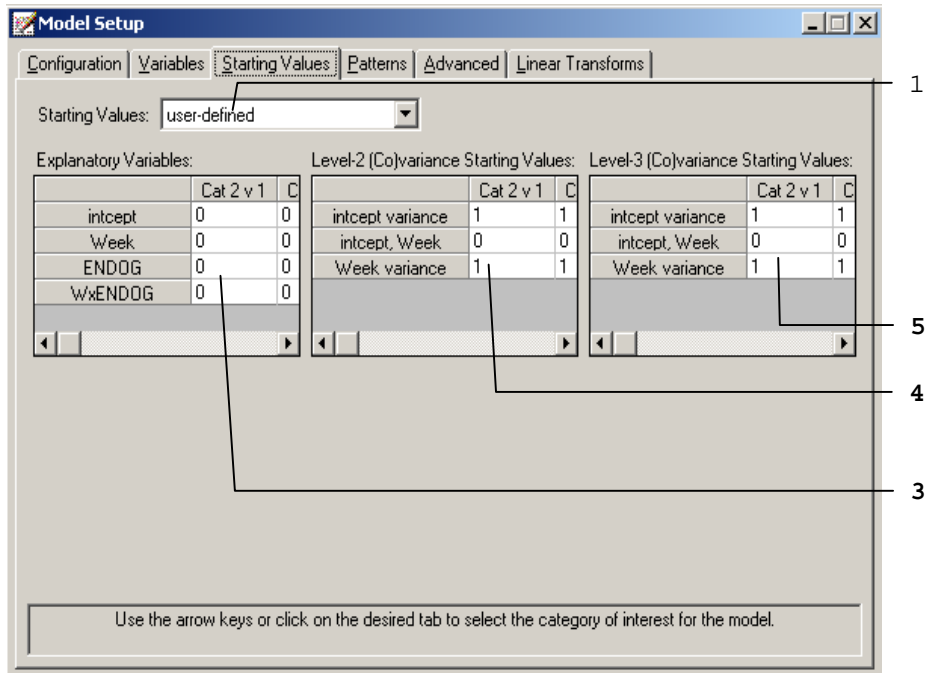 Model Setup
Configuration Variables Starting Values Patterns Advanced Linear Transforms
1
Starting Values: user-defined
Explanatory Variables: Level-2 (Co)variance Starting Values: Level-3 (Co)variance Starting Values:
Cat 2 v 1 C Cat 2 v 1 C Cat 2 v 1 C
intcept 0 0 intcept variance 1 1 intcept variance 1 1
Week 0 0 intcept, Week 0 0 intcept, Week 0 0
ENDOG 0 0 Week variance 1 1 Week variance 1 1
WxENDOG 0 0
5
4
3
Use the arrow keys or click on the desired tab to select the category of interest for the model.